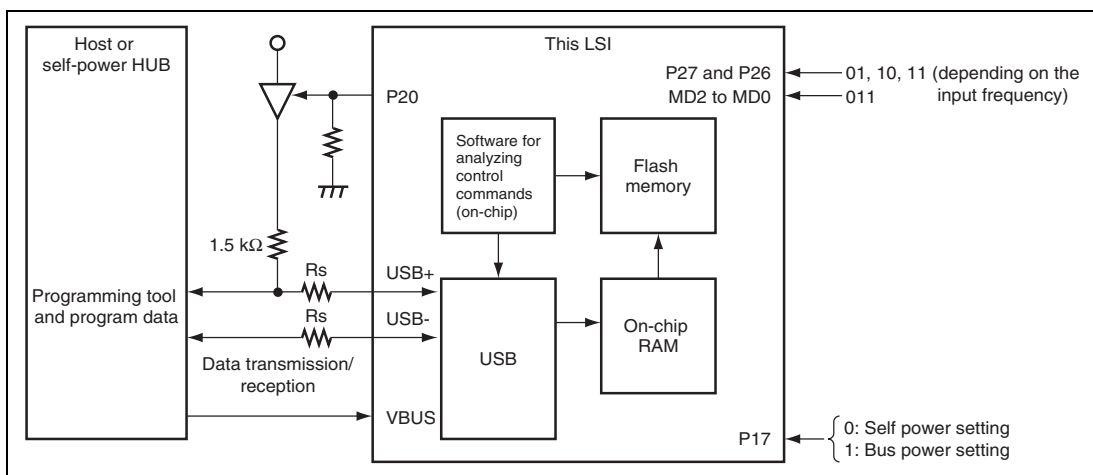 Host or
self-power HUB
This LSI
P20
P27 and P26
01, 10, 11 (depending on the
input frequency)
MD2 to MD0
011
Software for
analyzing
control
commands
(on-chip)
Flash
memory
1.5 kΩ
Rs
USB+
Programming tool
and program data
Rs
USB-
USB
On-chip
RAM
Data transmission/
reception
VBUS
P17
0: Self power setting
1: Bus power setting